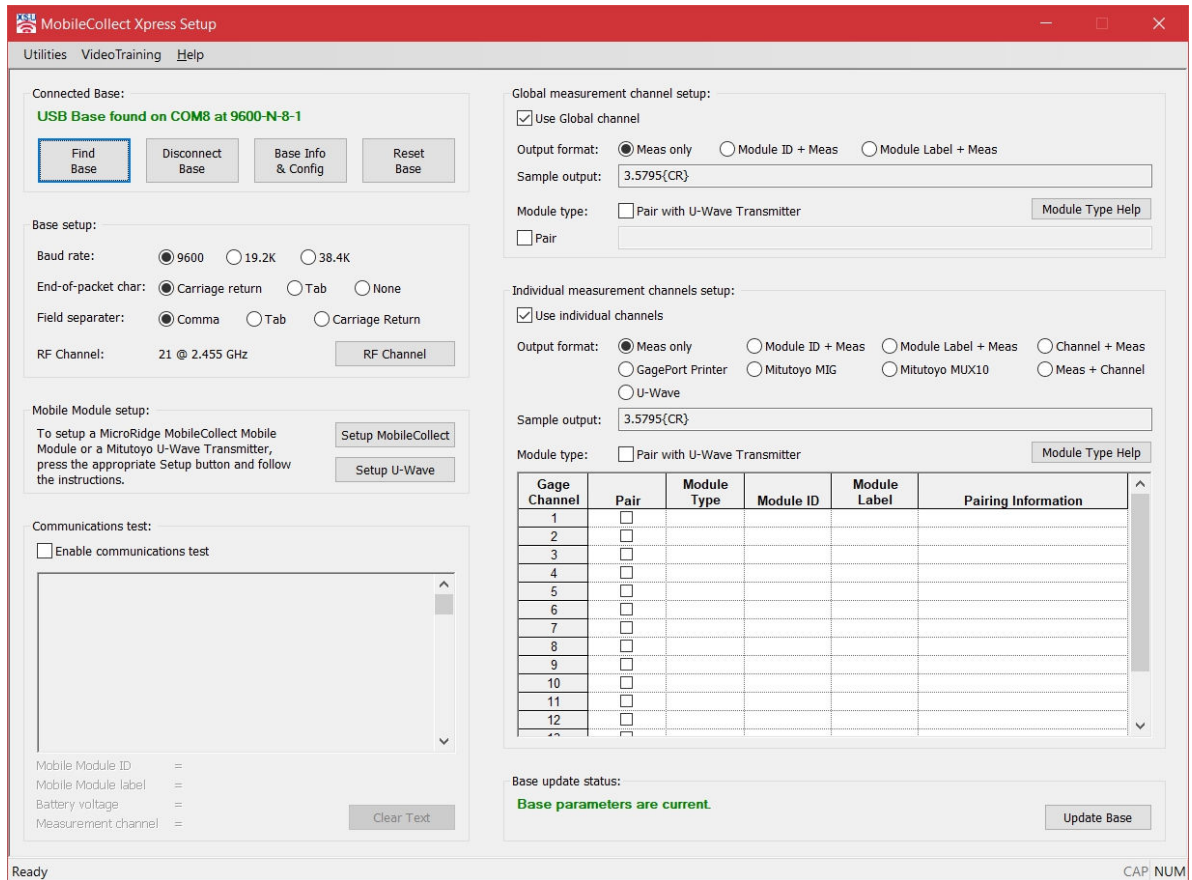 XSU MobileCollect Xpress Setup
Utilities VideoTraining Help
Connected Base:
USB Base found on COM8 at 9600-N-8-1
Find Base
Disconnect Base
Base Info & Config
Reset Base
Base setup:
Baud rate: 9600 19.2K 38.4K
End-of-packet char: Carriage return Tab None
Field separater: Comma Tab Carriage Return
RF Channel: 21 @ 2.455 GHz RF Channel
Mobile Module setup:
To setup a MicroRidge MobileCollect Mobile
Module or a Mitutoyo U-Wave Transmitter,
press the appropriate Setup button and follow
the instructions.
Setup MobileCollect
Setup U-Wave
Communications test:
Enable communications test
Mobile Module ID =
Mobile Module label =
Battery voltage =
Measurement channel =
Clear Text
Global measurement channel setup:
Use Global channel
Output format: Meas only Module ID + Meas Module Label + Meas
Sample output: 3.5795{CR}
Module type: Pair with U-Wave Transmitter Module Type Help
Pair
Individual measurement channels setup:
Use individual channels
Output format: Meas only Module ID + Meas Module Label + Meas Channel + Meas
GagePort Printer Mitutoyo MIG Mitutoyo MUX10 Meas + Channel
U-Wave
Sample output: 3.5795{CR}
Module type: Pair with U-Wave Transmitter Module Type Help
Gage Channel Pair Module Type Module ID Module Label Pairing Information
1
2
3
4
5
6
7
8
9
10
11
12
Base update status:
Base parameters are current.
Update Base
Ready CAP NUM